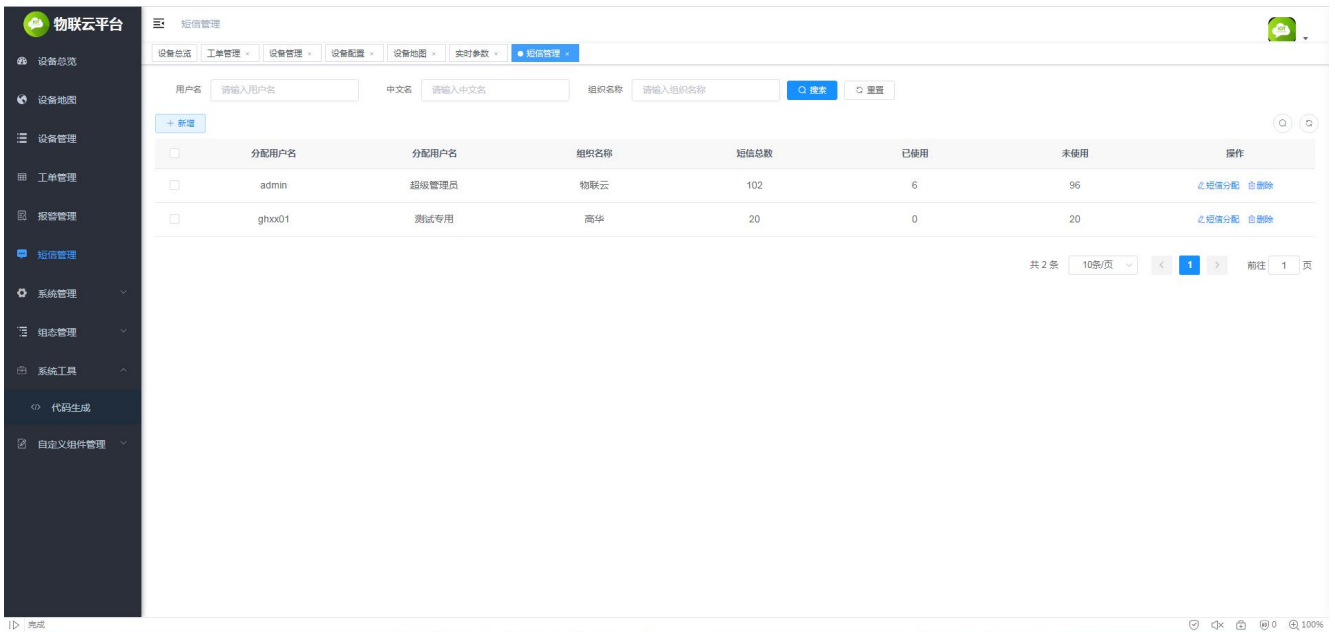 物联云平台
短信管理
设备总览 工单管理 × 设备管理 × 设备配置 × 设备地图 × 实时参数 × 短信管理 ×
设备总览
设备地图
设备管理
工单管理
报警管理
短信管理
系统管理
组态管理
系统工具
代码生成
自定义组件管理
用户名 请输入用户名 中文名 请输入中文名 组织名称 请输入组织名称 搜索 重置
+ 新增
分配用户名 分配用户名 组织名称 短信总数 已使用 未使用 操作
admin 超级管理员 物联云 102 6 96 短信分配 删除
ghxx01 测试专用 高华 20 0 20 短信分配 删除
共 2 条 10条/页 < 1 > 前往 1 页
完成 0 100%